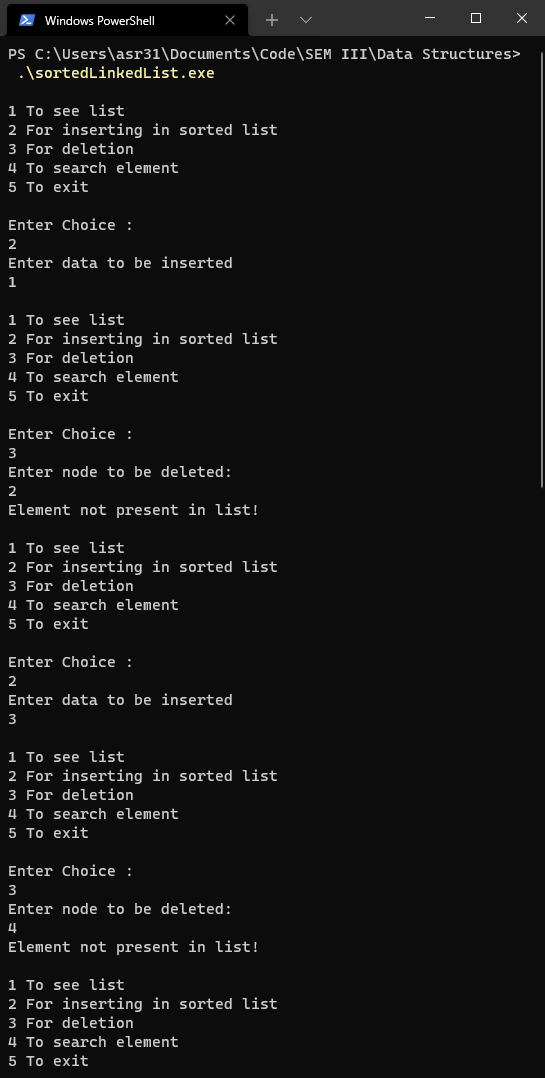 Windows PowerShell
PS C:\Users\asr31\Documents\Code\SEM III\Data Structures>
.\sortedLinkedList.exe
1 To see list
2 For inserting in sorted list
3 For deletion
4 To search element
5 To exit
Enter Choice :
2
Enter data to be inserted
1
1 To see list
2 For inserting in sorted list
3 For deletion
4 To search element
5 To exit
Enter Choice :
3
Enter node to be deleted:
2
Element not present in list!
1 To see list
2 For inserting in sorted list
3 For deletion
4 To search element
5 To exit
Enter Choice :
2
Enter data to be inserted
3
1 To see list
2 For inserting in sorted list
3 For deletion
4 To search element
5 To exit
Enter Choice :
3
Enter node to be deleted:
4
Element not present in list!
1 To see list
2 For inserting in sorted list
3 For deletion
4 To search element
5 To exit